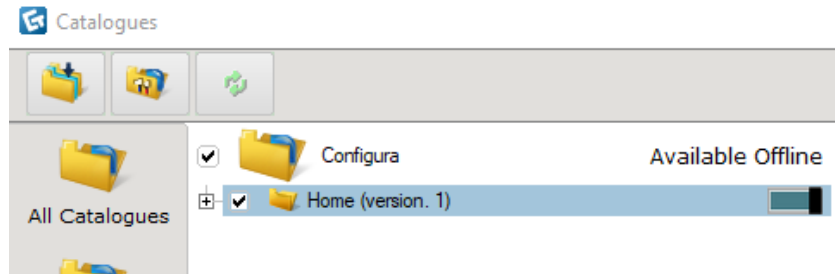 Catalogues
Configura Available Offline
Home (version. 1)
All Catalogues